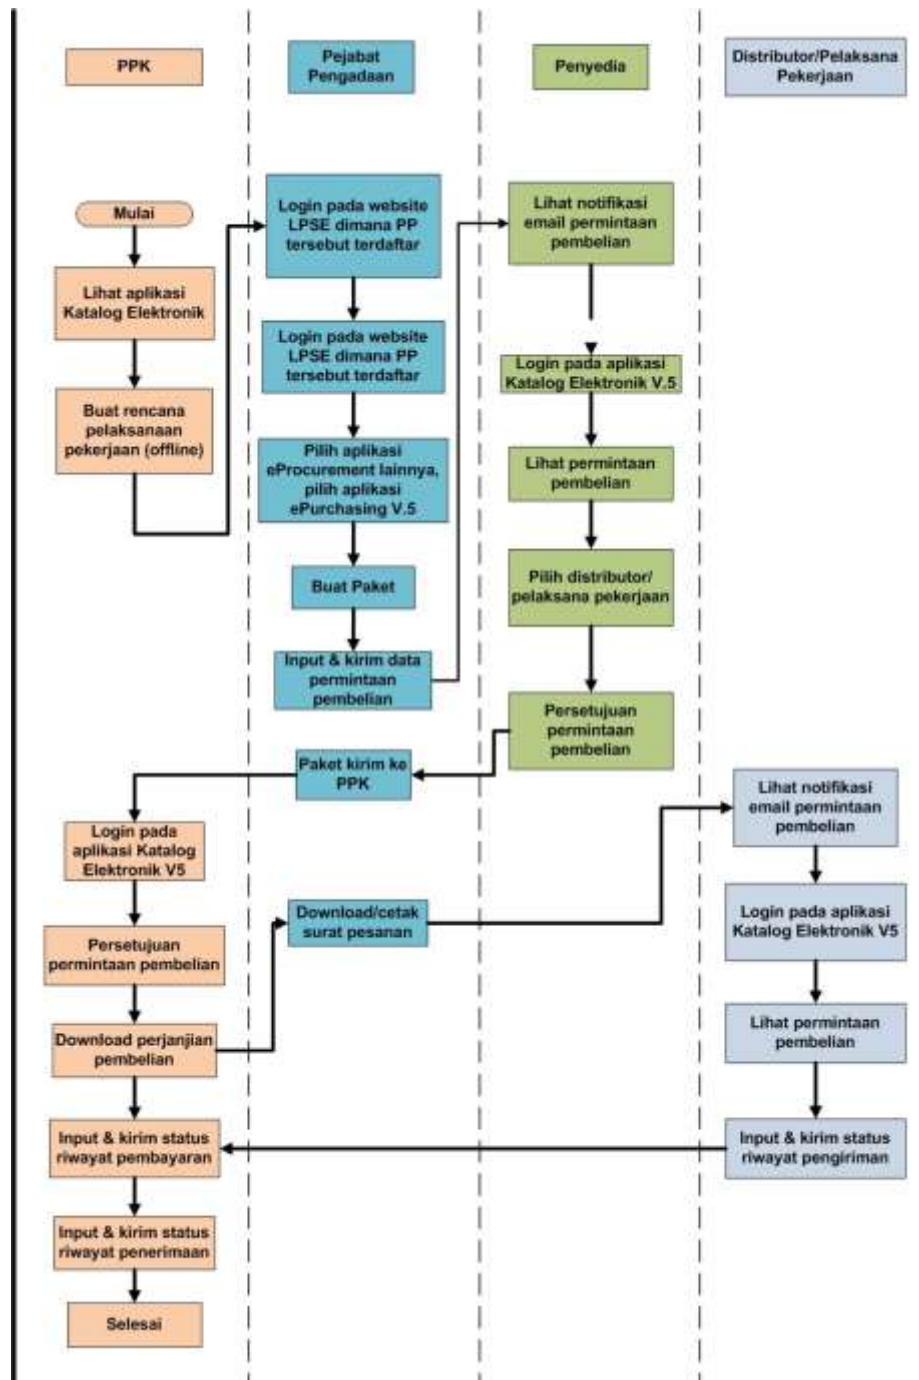 PPK
Pejabat
Pengadaan
Penyedia
Distributor/Pelaksana
Pekerjaan
Mulai
Lihat aplikasi
Katalog Elektronik
Buat rencana
pelaksanaan
pekerjaan (offline)
Login pada website
LPSE dimana PP
tersebut terdaftar
Login pada website
LPSE dimana PP
tersebut terdaftar
Pilih aplikasi
eProcurement lainnya,
pilih aplikasi
ePurchasing V.5
Buat Paket
Input & kirim data
permintaan
pembelian
Lihat notifikasi
email permintaan
pembelian
Login pada aplikasi
Katalog Elektronik V.5
Lihat permintaan
pembelian
Pilih distributor/
pelaksana pekerjaan
Persetujuan
permintaan
pembelian
Paket kirim ke
PPK
Login pada
aplikasi Katalog
Elektronik V5
Persetujuan
permintaan pembelian
Download perjanjian
pembelian
Download/cetak
surat pesanan
Lihat notifikasi
email permintaan
pembelian
Login pada aplikasi
Katalog Elektronik V5
Lihat permintaan
pembelian
Input & kirim status
riwayat pengiriman
Input & kirim status
riwayat pembayaran
Input & kirim status
riwayat penerimaan
Selesai